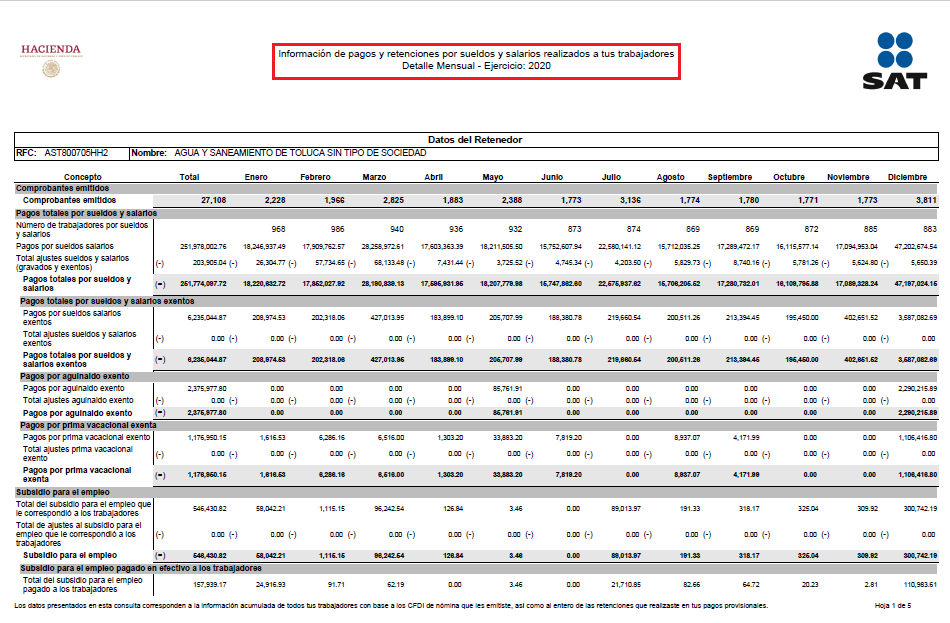 HACIENDA
Información de pagos y retenciones por sueldos y salarios realizados a tus trabajadores
Detalle Mensual - Ejercicio: 2020
SAT
Datos del Retenedor
RFC: AST800705HH2 Nombre: AGUA Y SANEAMIENTO DE TOLUCA SIN TIPO DE SOCIEDAD
Concepto Total Enero Febrero Marzo Abril Mayo Junio Julio Agosto Septiembre Octubre Noviembre Diciembre
Comprobantes emitidos
Comprobantes emitidos 27,108 2,228 1,966 2,825 1,883 2,388 1,773 3,136 1,774 1,780 1,771 1,773 3,811
Pagos totales por sueldos y salarios
Número de trabajadores por sueldos
y salarios 968 986 940 936 932 873 874 869 869 872 885 883
Pagos por sueldos salarios 251,978,002.76 18,246,937.49 17,909,762.57 28,258,972.61 17,603,363.39 18,211,505.50 15,752,607.94 22,580,141.12 15,712,035.25 17,289,472.17 16,115,577.14 17,094,953.04 47,202,674.54
Total ajustes sueldos y salarios
(gravados y exentos) (-) 203,905.04 (-) 26,304.77 (-) 57,734.65 (-) 68,133.48 (-) 7,431.44 (-) 3,725.52 (-) 4,745.34 (-) 4,203.50 (-) 5,829.73 (-) 8,740.16 (-) 5,781.26 (-) 5,624.80 (-) 5,650.39
Pagos totales por sueldos y
salarios (=) 251,774,097.72 18,220,632.72 17,852,027.92 28,190,839.13 17,595,931.95 18,207,779.98 15,747,862.60 22,575,937.62 15,706,205.52 17,280,732.01 16,109,795.88 17,089,328.24 47,197,024.15
Pagos totales por sueldos y salarios exentos
Pagos por sueldos salarios
exentos 6,235,044.87 208,974.53 202,318.06 427,013.95 183,899.10 205,707.99 188,380.78 219,660.54 200,511.26 213,394.45 195,450.00 402,651.52 3,587,082.69
Total ajustes sueldos y salarios
exentos (-) 0.00 (-) 0.00 (-) 0.00 (-) 0.00 (-) 0.00 (-) 0.00 (-) 0.00 (-) 0.00 (-) 0.00 (-) 0.00 (-) 0.00 (-) 0.00 (-) 0.00
Pagos totales por sueldos y
salarios exentos (=) 6,235,044.87 208,974.53 202,318.06 427,013.95 183,899.10 205,707.99 188,380.78 219,660.54 200,511.26 213,394.45 195,450.00 402,651.52 3,587,082.69
Pagos por aguinaldo exento
Pagos por aguinaldo exento 2,375,977.80 0.00 0.00 0.00 0.00 85,761.91 0.00 0.00 0.00 0.00 0.00 0.00 2,290,215.89
Total ajustes aguinaldo exento (-) 0.00 (-) 0.00 (-) 0.00 (-) 0.00 (-) 0.00 (-) 0.00 (-) 0.00 (-) 0.00 (-) 0.00 (-) 0.00 (-) 0.00 (-) 0.00 (-) 0.00
Pagos por aguinaldo exento (=) 2,375,977.80 0.00 0.00 0.00 0.00 85,761.91 0.00 0.00 0.00 0.00 0.00 0.00 2,290,215.89
Pagos por prima vacacional exenta
Pagos por prima vacacional exento 1,176,950.15 1,616.53 6,286.16 6,516.00 1,303.20 33,883.20 7,819.20 0.00 8,937.07 4,171.99 0.00 0.00 1,106,416.80
Total ajustes prima vacacional
exento (-) 0.00 (-) 0.00 (-) 0.00 (-) 0.00 (-) 0.00 (-) 0.00 (-) 0.00 (-) 0.00 (-) 0.00 (-) 0.00 (-) 0.00 (-) 0.00 (-) 0.00
Pagos por prima vacacional
exenta (=) 1,176,950.15 1,616.53 6,286.16 6,516.00 1,303.20 33,883.20 7,819.20 0.00 8,937.07 4,171.99 0.00 0.00 1,106,416.80
Subsidio para el empleo
Total del subsidio para el empleo que
le correspondió a los trabajadores 546,430.82 58,042.21 1,115.15 96,242.54 126.84 3.46 0.00 89,013.97 191.33 318.17 325.04 309.92 300,742.19
Total de ajustes al subsidio para el
empleo que le correspondió a los
trabajadores (-) 0.00 (-) 0.00 (-) 0.00 (-) 0.00 (-) 0.00 (-) 0.00 (-) 0.00 (-) 0.00 (-) 0.00 (-) 0.00 (-) 0.00 (-) 0.00 (-) 0.00
Subsidio para el empleo (=) 546,430.82 58,042.21 1,115.15 96,242.54 126.84 3.46 0.00 89,013.97 191.33 318.17 325.04 309.92 300,742.19
Subsidio para el empleo pagado en efectivo a los trabajadores
Total del subsidio para el empleo
pagado a los trabajadores 157,939.17 24,916.93 91.71 62.19 0.00 3.46 0.00 21,710.85 82.66 64.72 20.23 2.81 110,983.61
Los datos presentados en esta consulta corresponden a la información acumulada de todos tus trabajadores con base a los CFDI de nómina que les emitiste, así como al entero de las retenciones que realizaste en tus pagos provisionales. Hoja 1 de 5